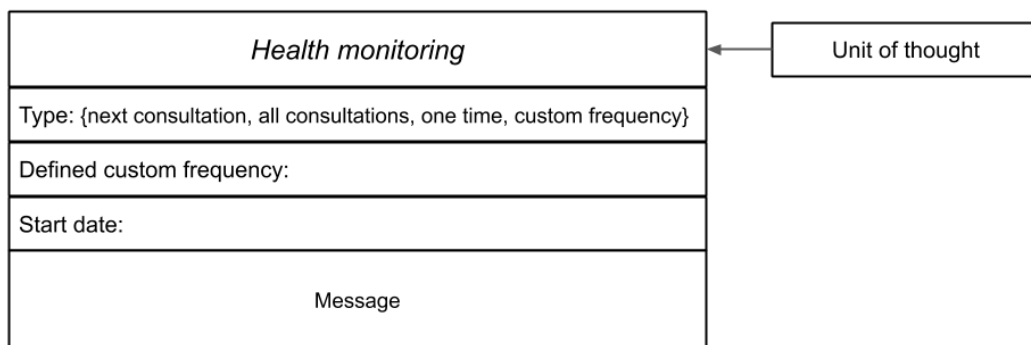 Health monitoring
Unit of thought
Type: {next consultation, all consultations, one time, custom frequency}
Defined custom frequency:
Start date:
Message